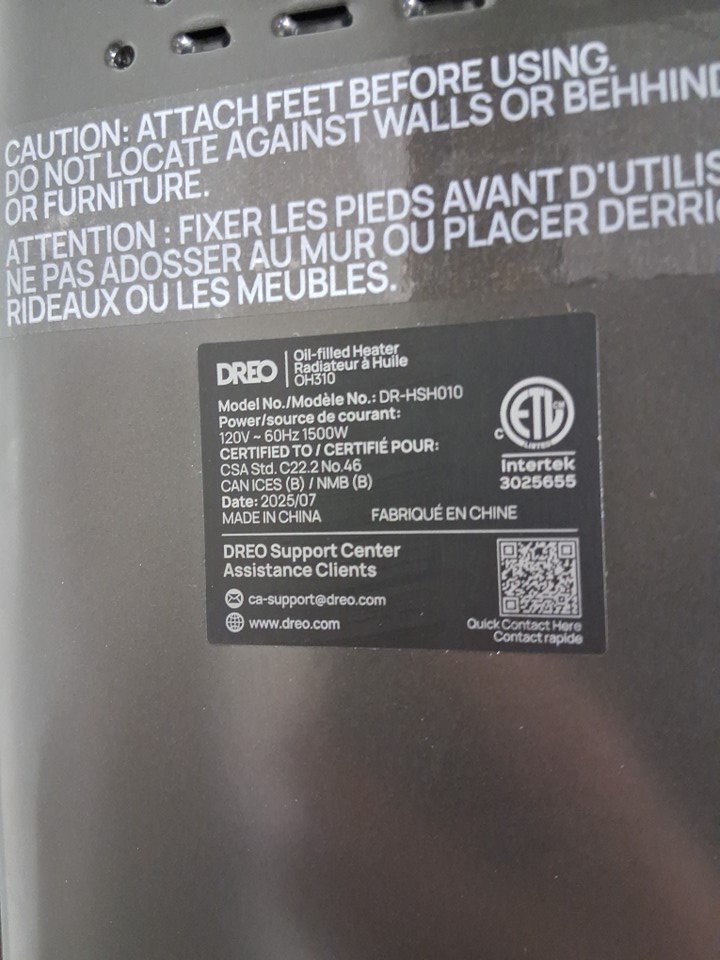 CAUTION: ATTACH FEET BEFORE USING.
DO NOT LOCATE AGAINST WALLS OR BEHHIND
OR FURNITURE.
ATTENTION : FIXER LES PIEDS AVANT D'UTILIS
NE PAS ADOSSER AU MUR OU PLACER DERRI
RIDEAUX OU LES MEUBLES.
DREO
Oil-filled Heater
Radiateur à Huile
OH310
Model No./Modèle No.: DR-HSH010
Power/source de courant:
120V ~ 60Hz 1500W
CERTIFIED TO / CERTIFIÉ POUR:
CSA Std. C22.2 No.46
CAN ICES (B) / NMB (B)
Date: 2025/07
MADE IN CHINA FABRIQUÉ EN CHINE
C ETL CM
LISTED
Intertek
3025655
DREO Support Center
Assistance Clients
ca-support@dreo.com
www.dreo.com
Quick Contact Here
Contact rapide